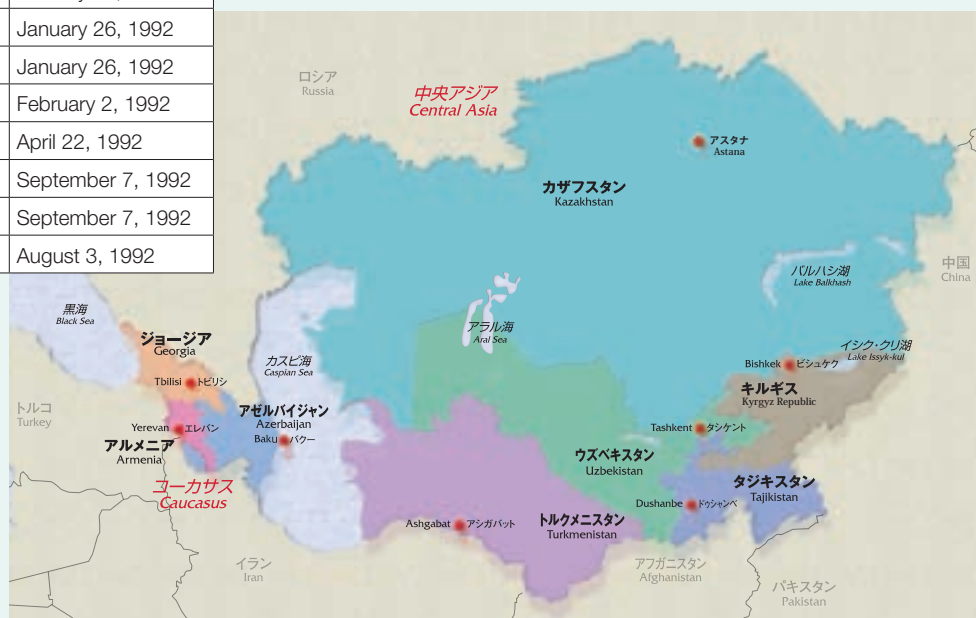 January 26, 1992
January 26, 1992
February 2, 1992
April 22, 1992
September 7, 1992
September 7, 1992
August 3, 1992
ロシア
Russia
中央アジア
Central Asia
アスタナ
Astana
カザフスタン
Kazakhstan
中国
China
バルハシ湖
Lake Balkhash
黒海
Black Sea
アラル海
Aral Sea
ジョージア
Georgia
カスピ海
Caspian Sea
イシク・クリ湖
Lake Issyk-kul
Bishkek ビシュケク
Tbilisi トビリシ
キルギス
Kyrgyz Republic
トルコ
Turkey
アゼルバイジャン
Azerbaijan
Yerevan エレバン
Baku バクー
Tashkent タシケント
アルメニア
Armenia
ウズベキスタン
Uzbekistan
コーカサス
Caucasus
タジキスタン
Tajikistan
Dushanbe ドゥシャンベ
Ashgabat アシガバット
トルクメニスタン
Turkmenistan
イラン
Iran
アフガニスタン
Afghanistan
パキスタン
Pakistan